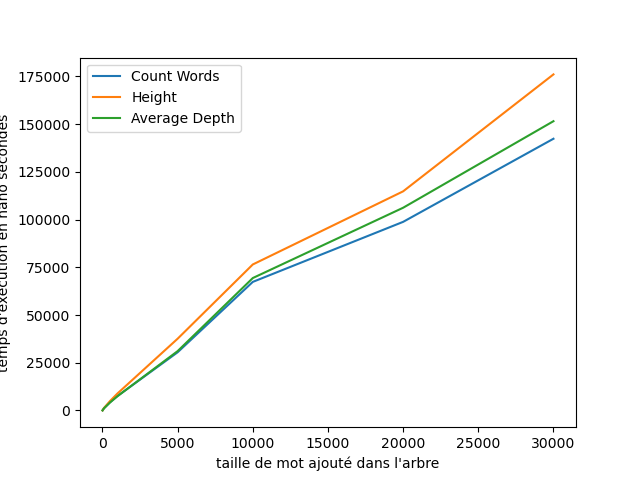 Count Words
Height
Average Depth
175000
150000
125000
100000
75000
50000
25000
0
temps d'execution en nano secondes
0 5000 10000 15000 20000 25000 30000
taille de mot ajouté dans l'arbre